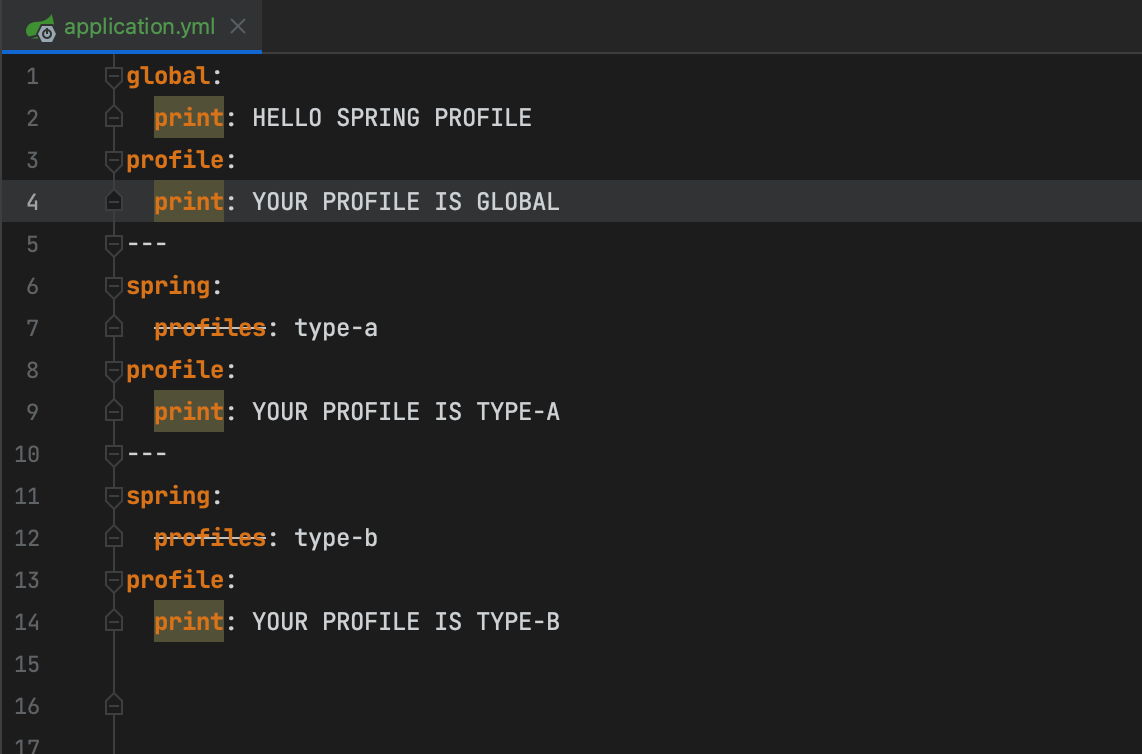 application.yml
1 global:
2   print: HELLO SPRING PROFILE
3 profile:
4   print: YOUR PROFILE IS GLOBAL
5 ---
6 spring:
7   profiles: type-a
8 profile:
9   print: YOUR PROFILE IS TYPE-A
10 ---
11 spring:
12   profiles: type-b
13 profile:
14   print: YOUR PROFILE IS TYPE-B
15
16
17